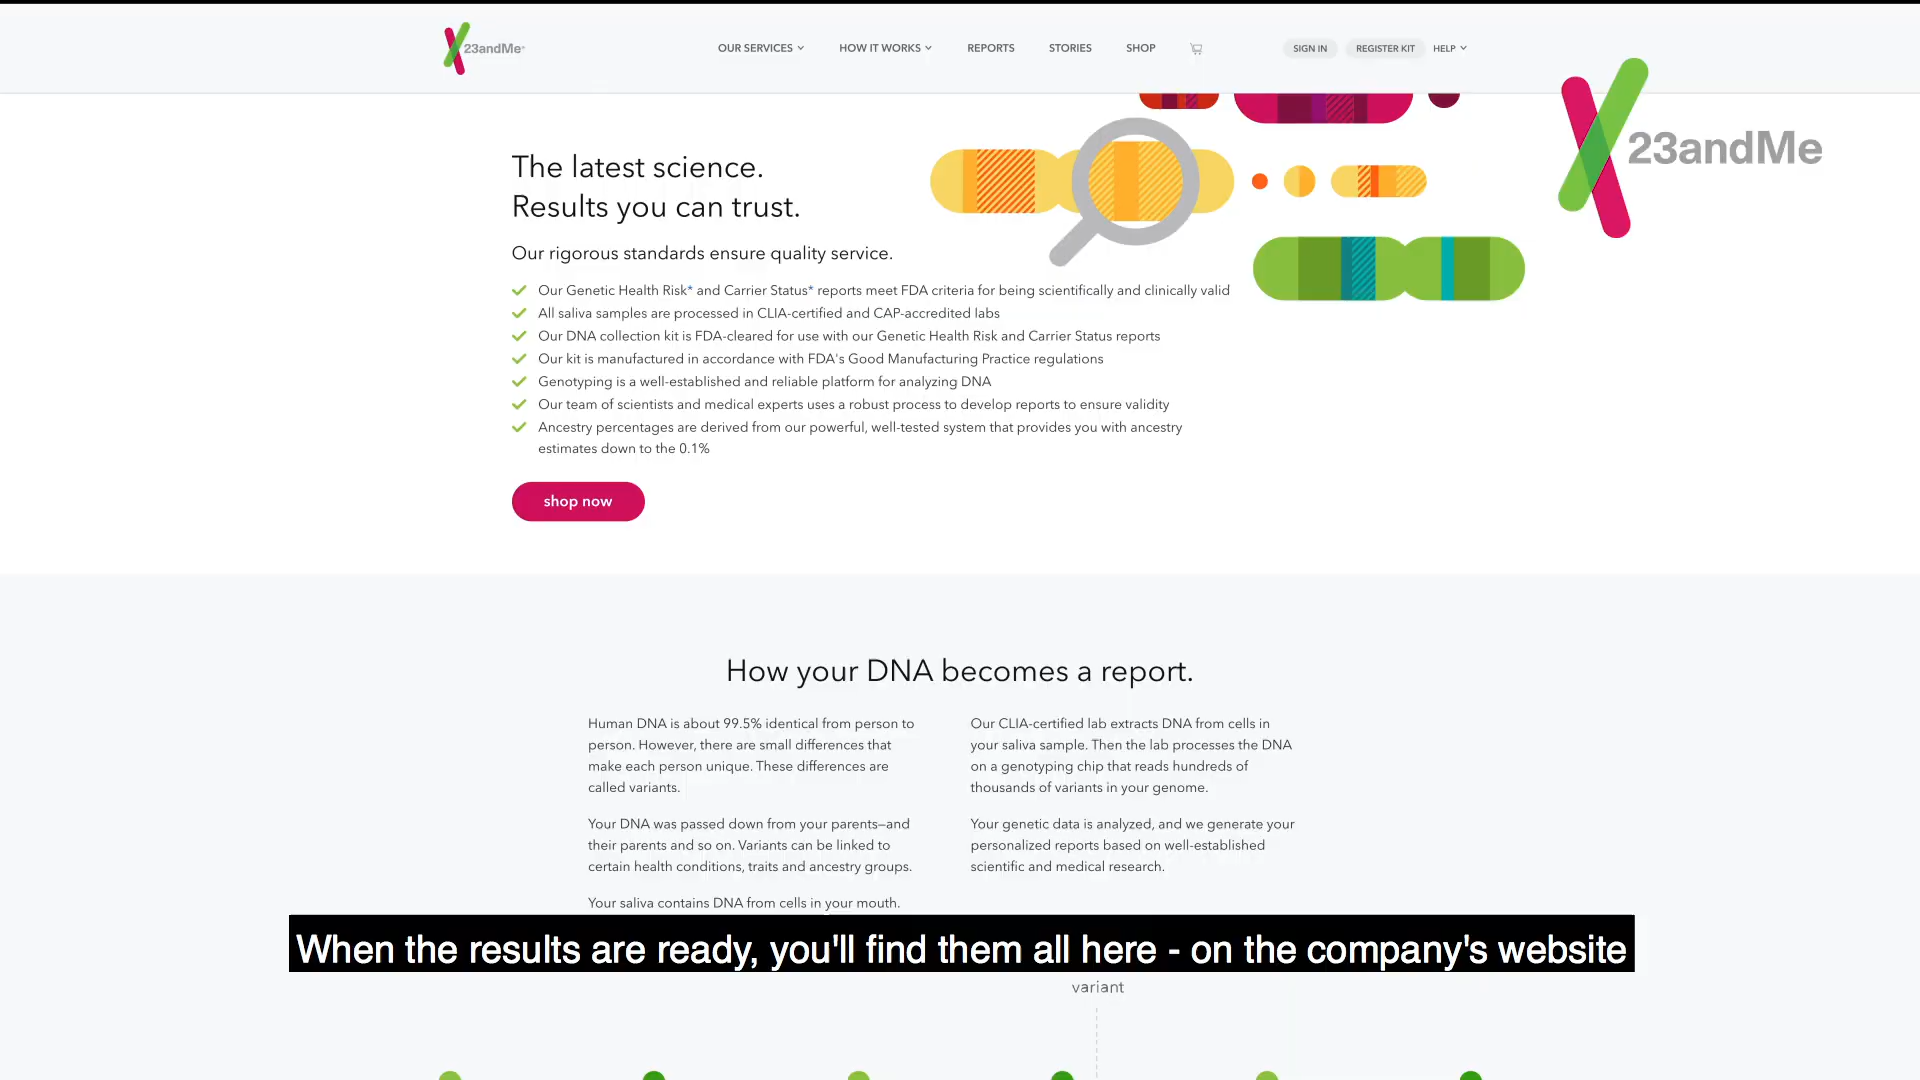 23andMe
OUR SERVICES
HOW IT WORKS
REPORTS
STORIES
SHOP
SIGN IN
REGISTER KIT
HELP
23andMe
The latest science.
Results you can trust.
Our rigorous standards ensure quality service.
Our Genetic Health Risk* and Carrier Status* reports meet FDA criteria for being scientifically and clinically valid
All saliva samples are processed in CLIA-certified and CAP-accredited labs
Our DNA collection kit is FDA-cleared for use with our Genetic Health Risk and Carrier Status reports
Our kit is manufactured in accordance with FDA's Good Manufacturing Practice regulations
Genotyping is a well-established and reliable platform for analyzing DNA
Our team of scientists and medical experts uses a robust process to develop reports to ensure validity
Ancestry percentages are derived from our powerful, well-tested system that provides you with ancestry
estimates down to the 0.1%
shop now
How your DNA becomes a report.
Human DNA is about 99.5% identical from person to
person. However, there are small differences that
make each person unique. These differences are
called variants.
Your DNA was passed down from your parents—and
their parents and so on. Variants can be linked to
certain health conditions, traits and ancestry groups.
Your saliva contains DNA from cells in your mouth.
Our CLIA-certified lab extracts DNA from cells in
your saliva sample. Then the lab processes the DNA
on a genotyping chip that reads hundreds of
thousands of variants in your genome.
Your genetic data is analyzed, and we generate your
personalized reports based on well-established
scientific and medical research.
When the results are ready, you'll find them all here - on the company's website
variant